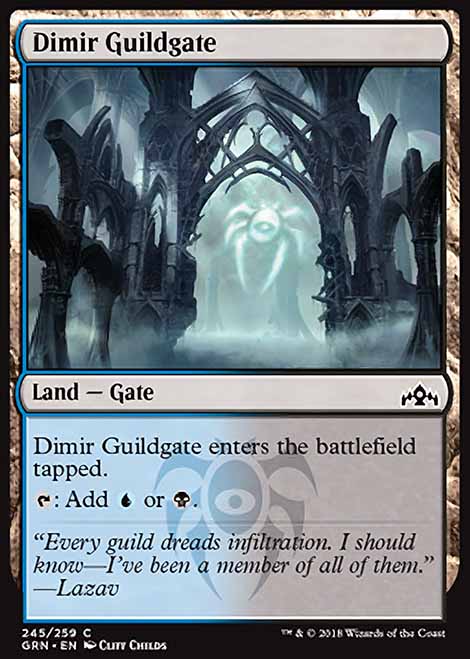 Dimir Guildgate
Land — Gate
Dimir Guildgate enters the battlefield
tapped.
: Add or .
“Every guild dreads infiltration. I should
know—I’ve been a member of all of them.”
—Lazav
245/259 C
GRN • EN Cliff Childs
™ & © 2018 Wizards of the Coast